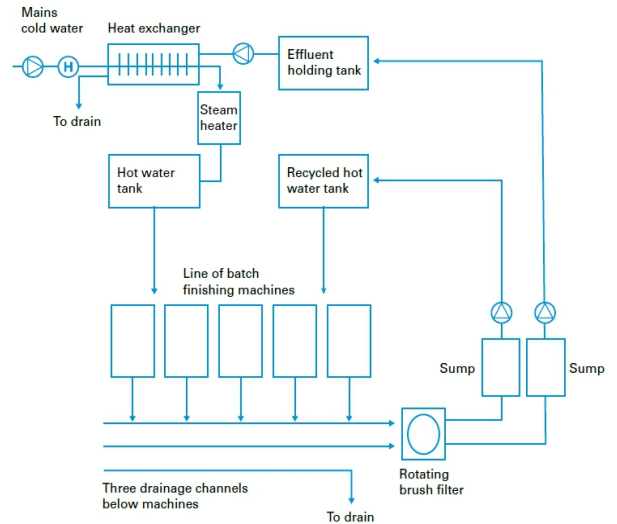 Mains
cold water
Heat exchanger
H
Effluent
holding tank
To drain
Steam
heater
Hot water
tank
Recycled hot
water tank
Line of batch
finishing machines
Sump
Sump
Rotating
brush filter
Three drainage channels
below machines
To drain